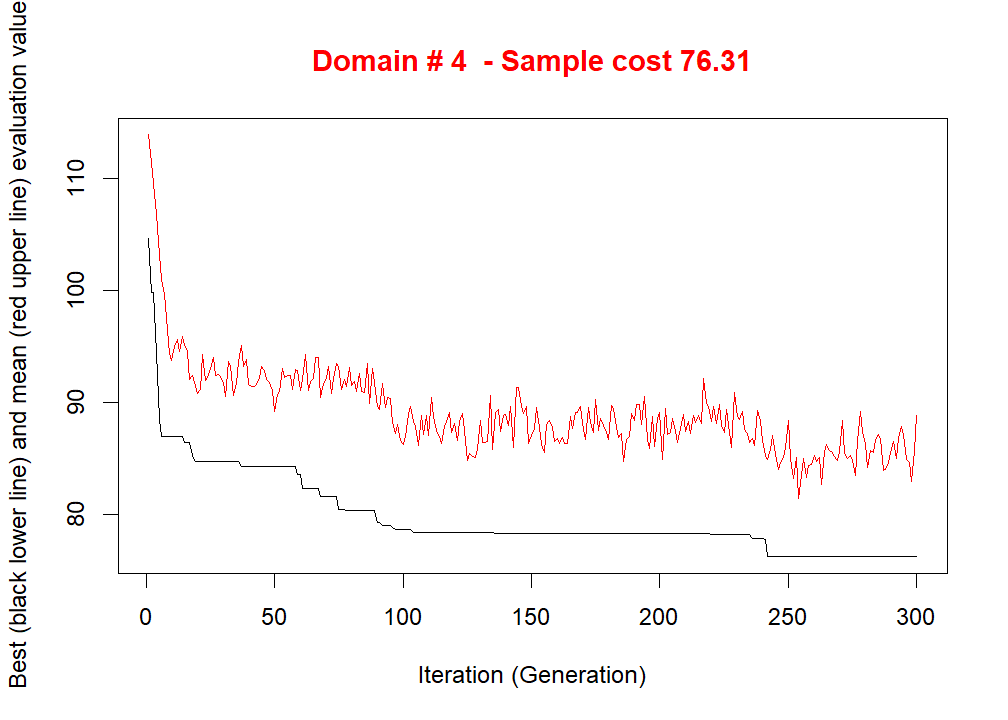 Domain # 4  - Sample cost 76.31
Best (black lower line) and mean (red upper line) evaluation value
110
100
90
80
0 50 100 150 200 250 300
Iteration (Generation)